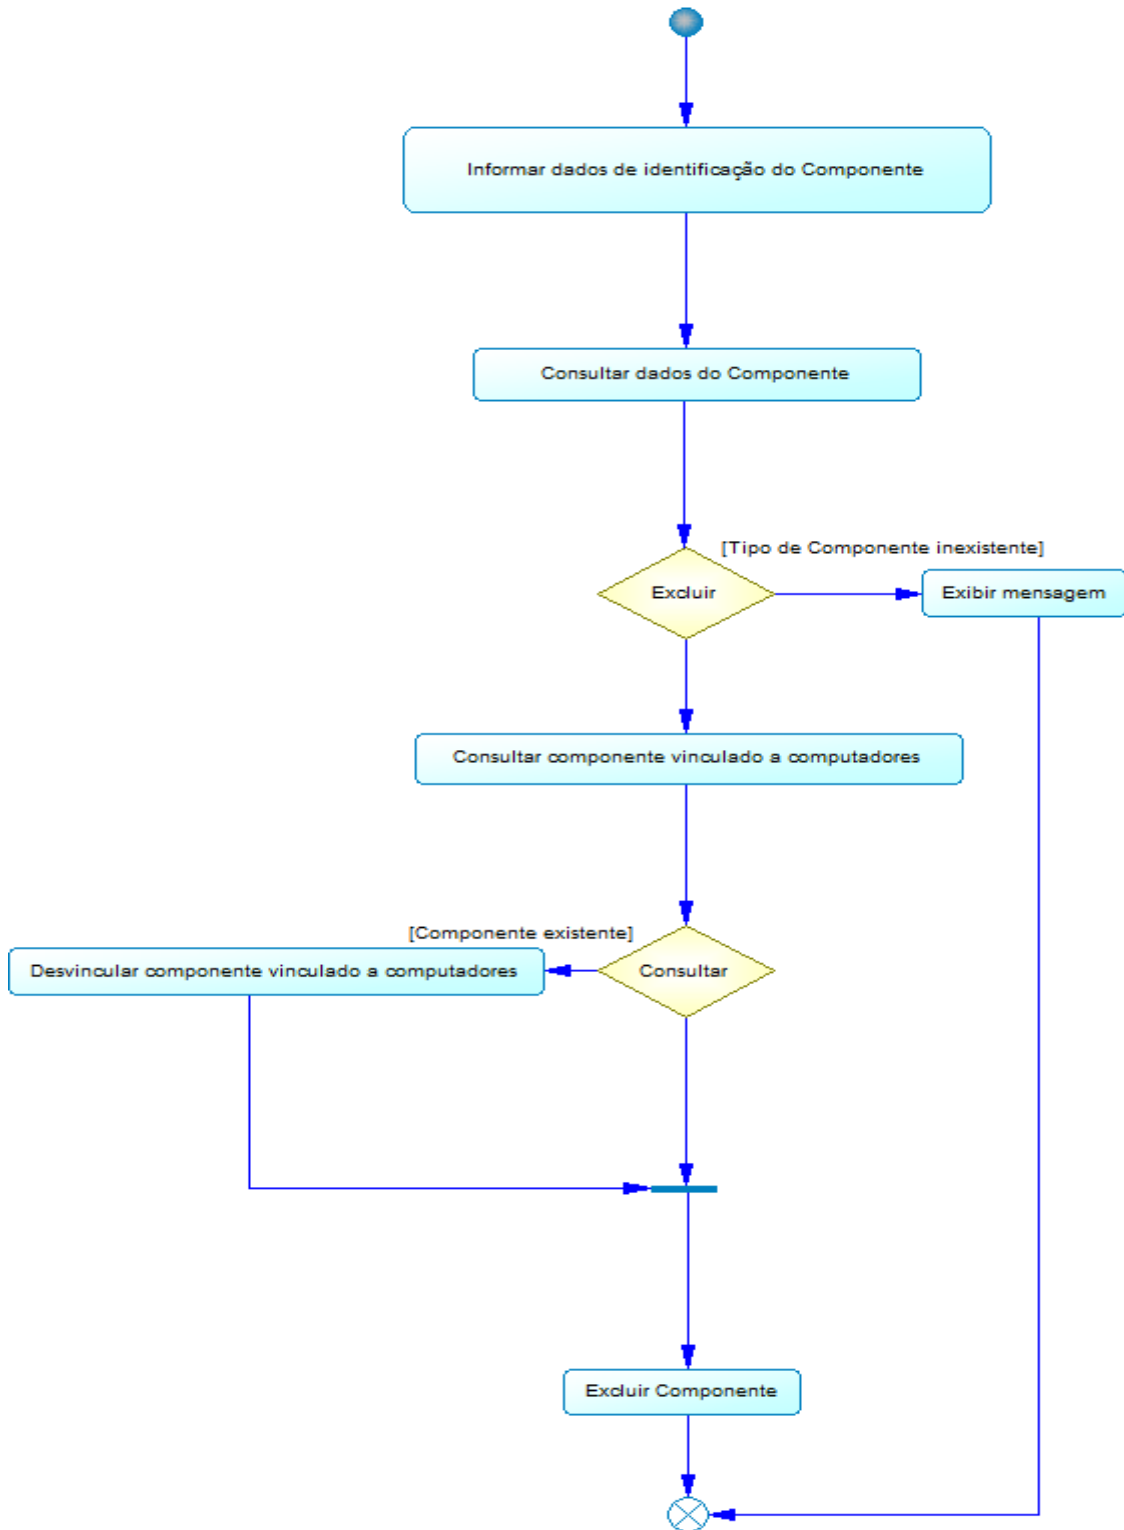 Informar dados de identificação do Componente
Consultar dados do Componente
[Tipo de Componente inexistente]
Excluir
Exibir mensagem
Consultar componente vinculado a computadores
[Componente existente]
Desvincular componente vinculado a computadores
Consultar
Excluir Componente